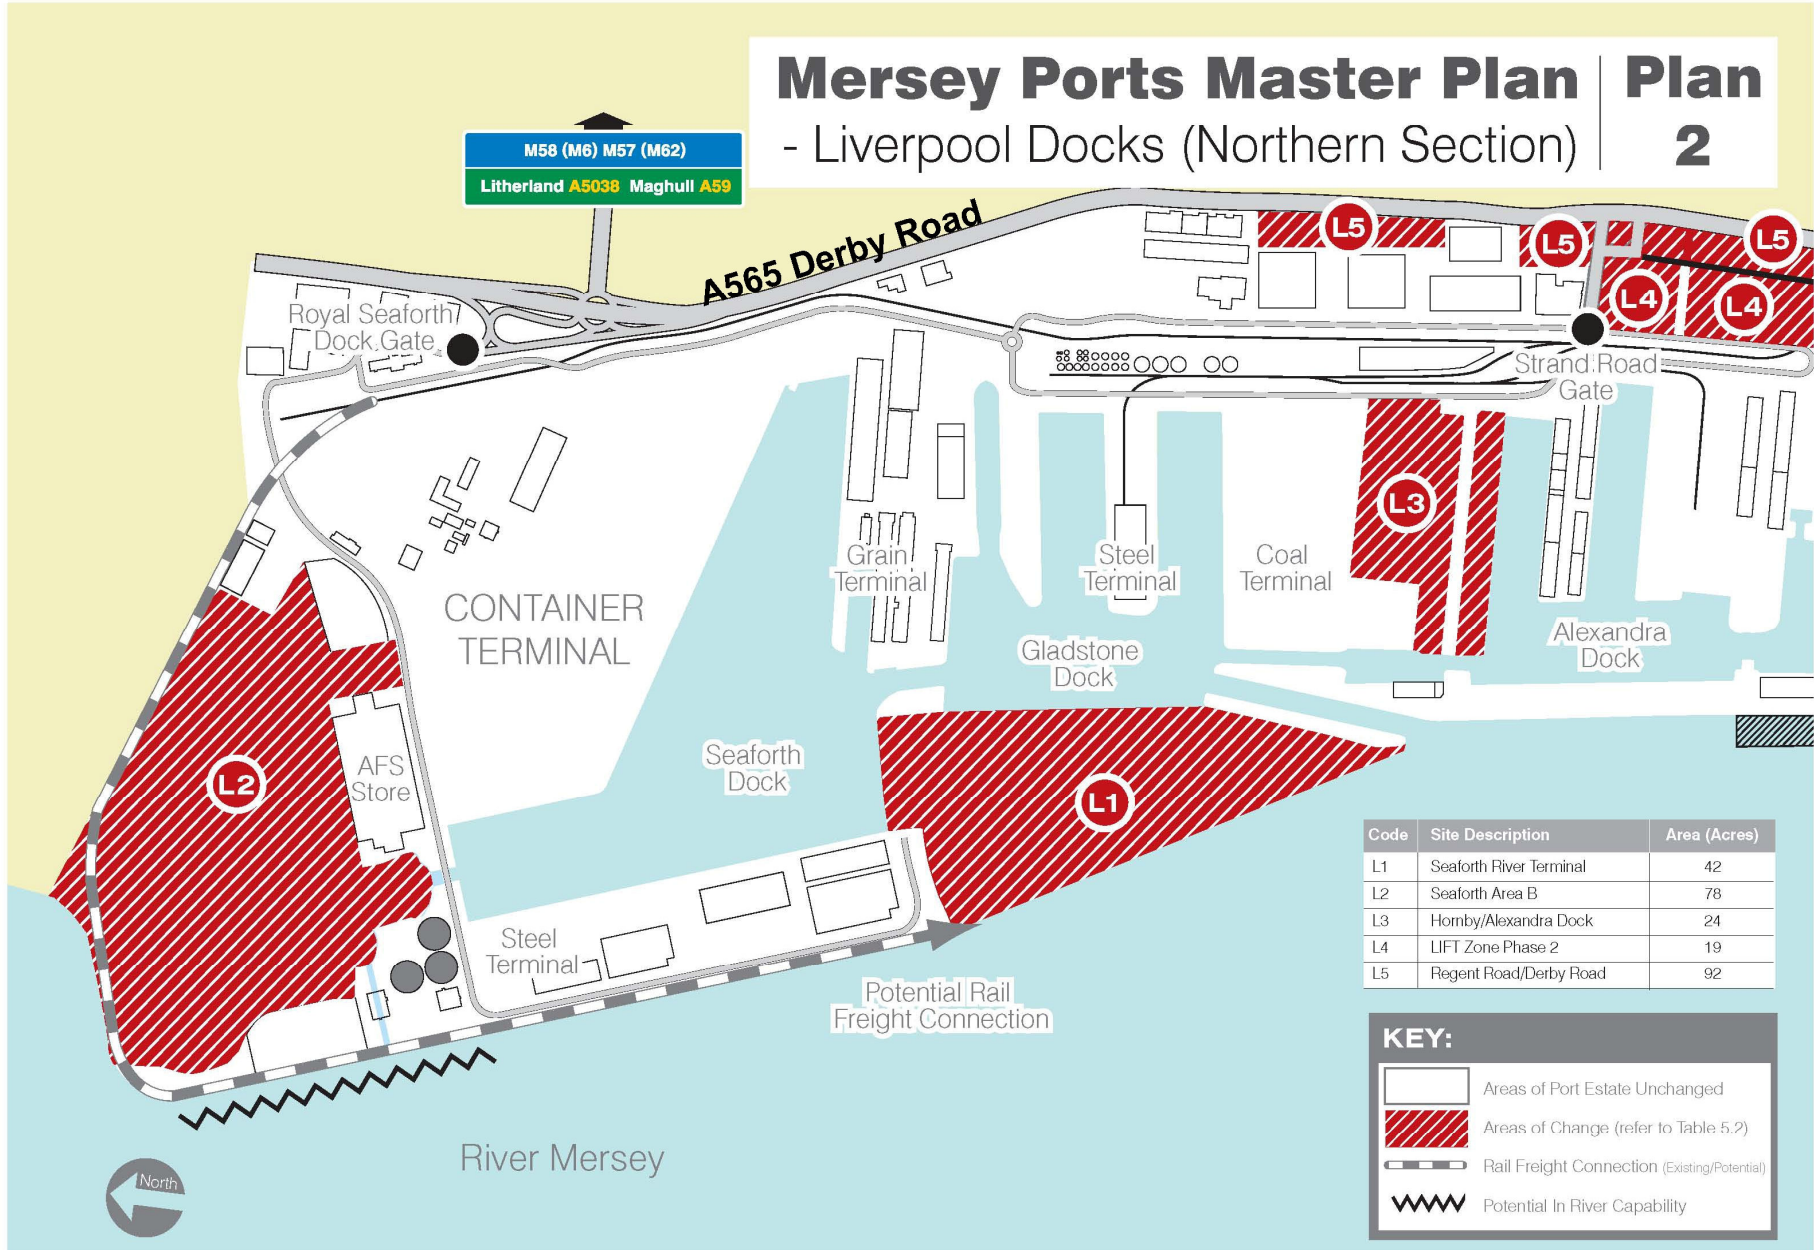 Mersey Ports Master Plan
- Liverpool Docks (Northern Section)
Plan
2
M58 (M6) M57 (M62)
Litherland A5038 Maghull A59
A565 Derby Road
L5
L5
L5
L4
L4
Royal Seaforth
Dock Gate
Strand Road
Gate
L3
Grain
Terminal
Steel
Terminal
Coal
Terminal
CONTAINER
TERMINAL
Gladstone
Dock
Alexandra
Dock
L2
AFS
Store
Seaforth
Dock
L1
Steel
Terminal
Potential Rail
Freight Connection
River Mersey
North
Code Site Description Area (Acres)
L1 Seaforth River Terminal 42
L2 Seaforth Area B 78
L3 Hornby/Alexandra Dock 24
L4 LIFT Zone Phase 2 19
L5 Regent Road/Derby Road 92
KEY:
Areas of Port Estate Unchanged
Areas of Change (refer to Table 5.2)
Rail Freight Connection (Existing/Potential)
Potential In River Capability